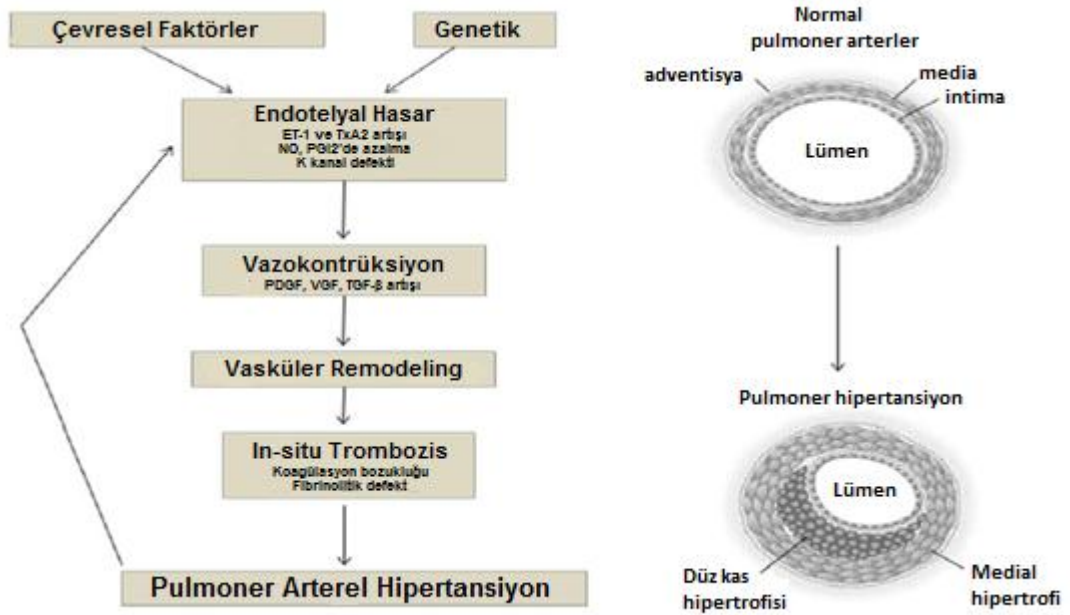 Çevresel Faktörler
Genetik
Endotelyal Hasar
ET-1 ve TxA2 artışı
NO, PGI2'de azalma
K kanal defekti
Vazokontrüksiyon
PDGF, VGF, TGF-β artışı
Vasküler Remodeling
In-situ Trombozis
Koagülasyon bozukluğu
Fibrinolitik defekt
Pulmoner Arterel Hipertansiyon
Normal
pulmoner arterler
adventisya
media
intima
Lümen
Pulmoner hipertansiyon
Lümen
Düz kas
hipertrofisi
Medial
hipertrofi